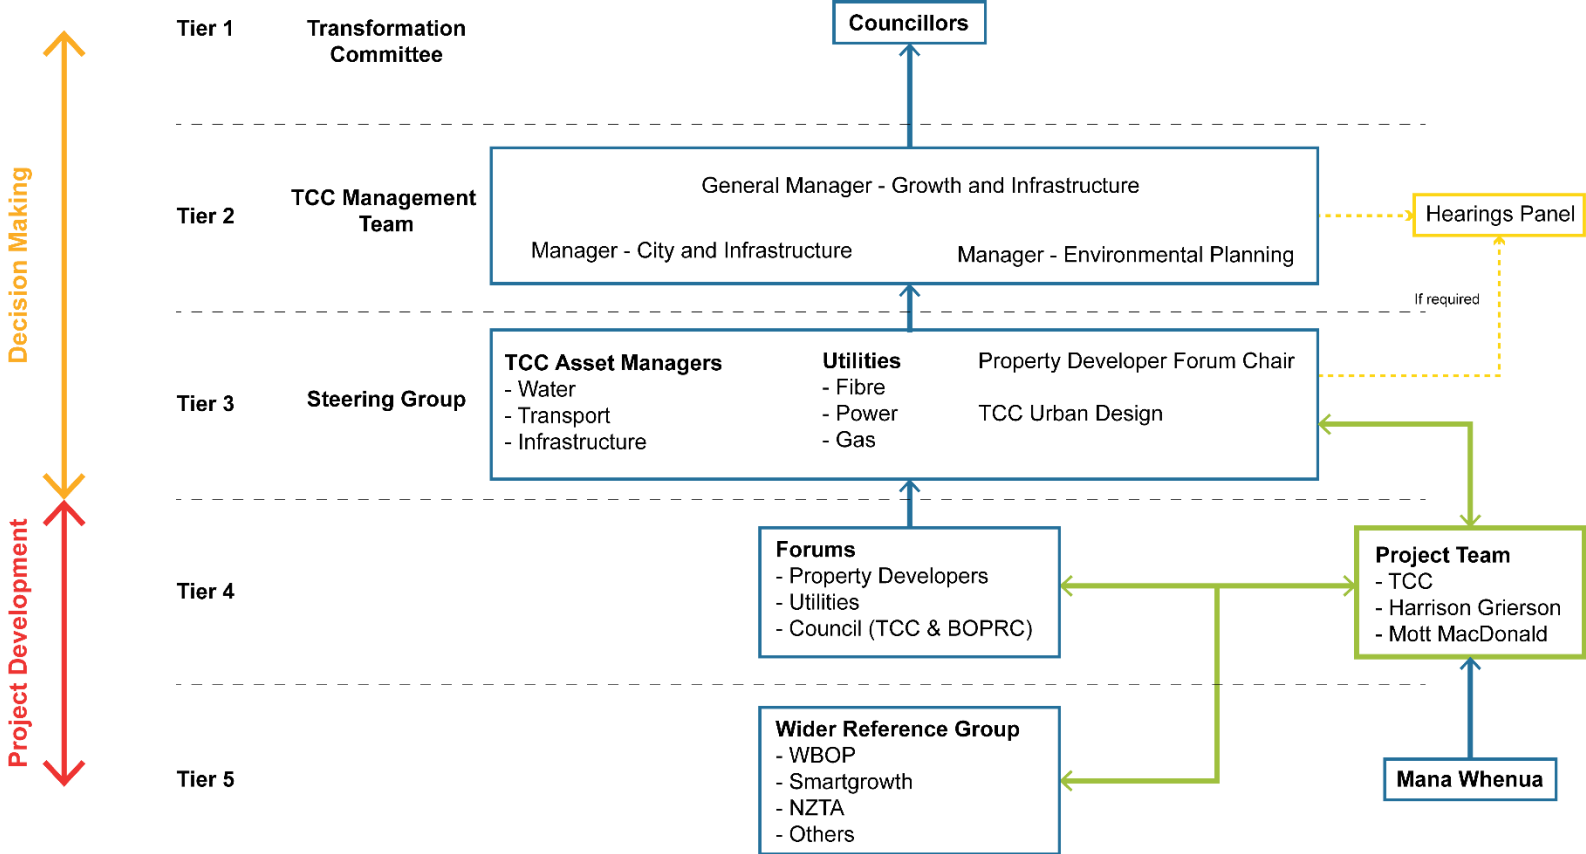 Decision Making
Project Development
Tier 1
Transformation
Committee
Councillors
Tier 2
TCC Management
Team
General Manager - Growth and Infrastructure
Manager - City and Infrastructure
Manager - Environmental Planning
Hearings Panel
If required
Tier 3
Steering Group
TCC Asset Managers
- Water
- Transport
- Infrastructure
Utilities
- Fibre
- Power
- Gas
Property Developer Forum Chair
TCC Urban Design
Tier 4
Forums
- Property Developers
- Utilities
- Council (TCC & BOPRC)
Project Team
- TCC
- Harrison Grierson
- Mott MacDonald
Tier 5
Wider Reference Group
- WBOP
- Smartgrowth
- NZTA
- Others
Mana Whenua